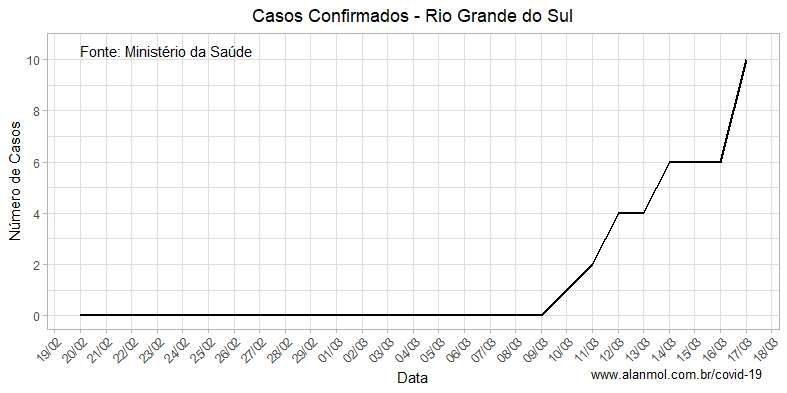 Casos Confirmados - Rio Grande do Sul
Fonte: Ministério da Saúde
Número de Casos
10
8
6
4
2
0
19/02 20/02 21/02 22/02 23/02 24/02 25/02 26/02 27/02 28/02 29/02 01/03 02/03 03/03 04/03 05/03 06/03 07/03 08/03 09/03 10/03 11/03 12/03 13/03 14/03 15/03 16/03 17/03 18/03
Data
www.alanmol.com.br/covid-19